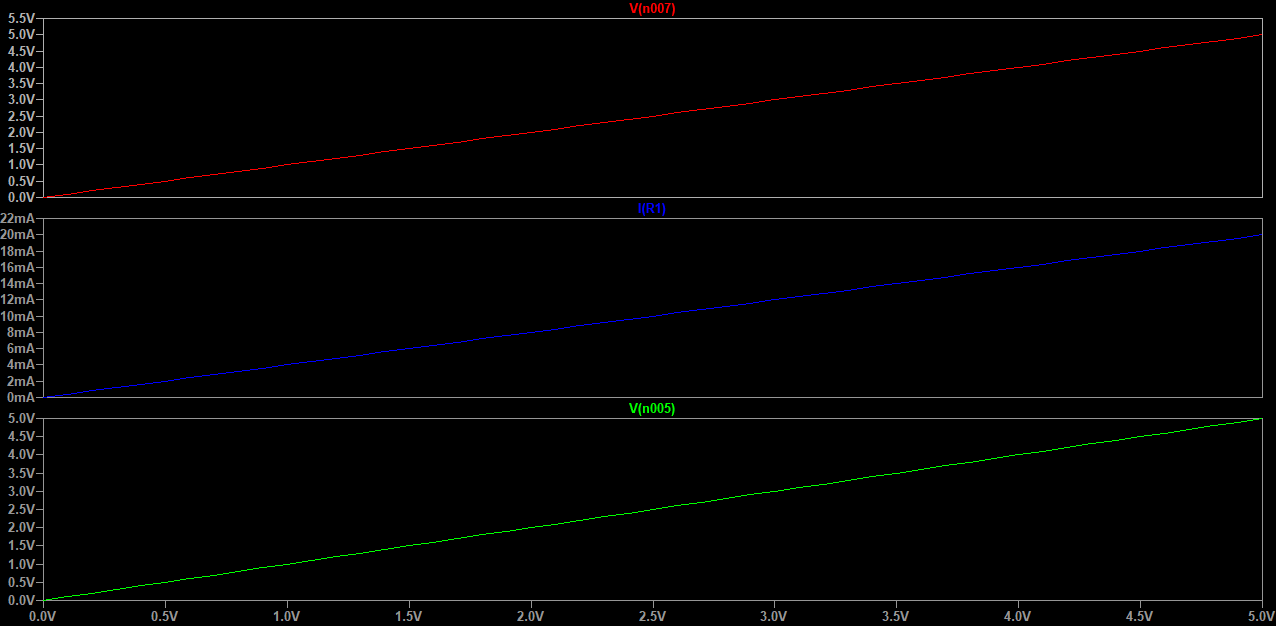 V(n007)
5.5V
5.0V
4.5V
4.0V
3.5V
3.0V
2.5V
2.0V
1.5V
1.0V
0.5V
0.0V
I(R1)
22mA
20mA
18mA
16mA
14mA
12mA
10mA
8mA
6mA
4mA
2mA
0mA
V(n005)
5.0V
4.5V
4.0V
3.5V
3.0V
2.5V
2.0V
1.5V
1.0V
0.5V
0.0V
0.0V 0.5V 1.0V 1.5V 2.0V 2.5V 3.0V 3.5V 4.0V 4.5V 5.0V